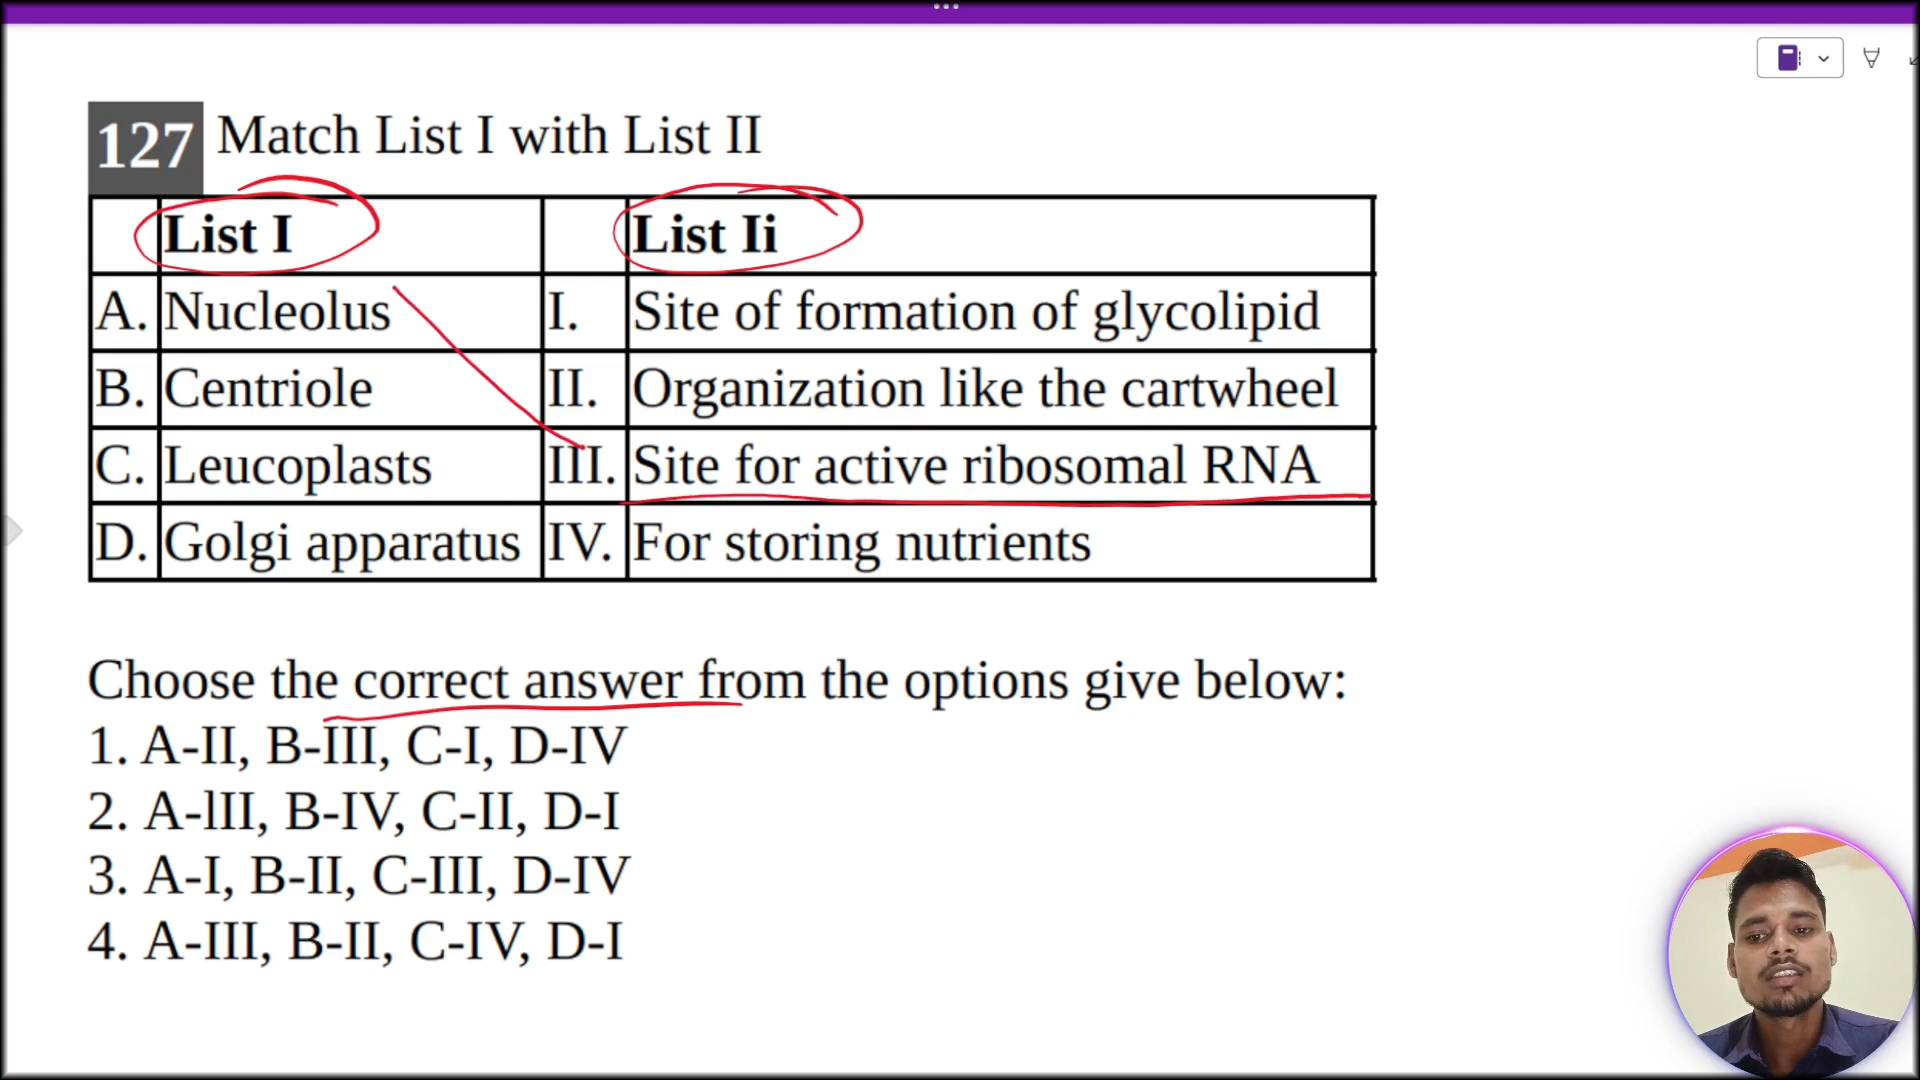 127 Match List I with List II
List I List Ii
A. Nucleolus I. Site of formation of glycolipid
B. Centriole II. Organization like the cartwheel
C. Leucoplasts III. Site for active ribosomal RNA
D. Golgi apparatus IV. For storing nutrients
Choose the correct answer from the options give below:
1. A-II, B-III, C-I, D-IV
2. A-lII, B-IV, C-II, D-I
3. A-I, B-II, C-III, D-IV
4. A-III, B-II, C-IV, D-I